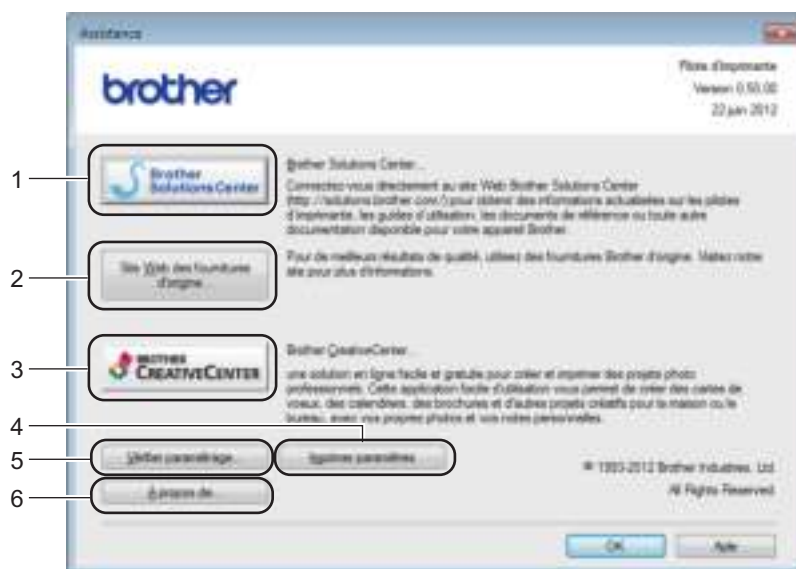 Assistance
brother
Pilote d'imprimante
Version 0.50.00
22 juin 2012
1
Brother
Solutions Center
Brother Solutions Center...
Connectez-vous directement au site Web Brother Solutions Center
(http://solutions.brother.com/) pour obtenir des informations actualisées sur les pilotes
d'imprimante, les guides d'utilisation, les documents de référence ou toute autre
documentation disponible pour votre appareil Brother.
2
Site Web des fournitures
d'origine...
Pour de meilleurs résultats de qualité, utilisez des fournitures Brother d'origine. Visitez notre
site pour plus d'informations.
3
BROTHER
CREATIVECENTER
Brother CreativeCenter...
une solution en ligne facile et gratuite pour créer et imprimer des projets photo
professionnels. Cette application facile d'utilisation vous permet de créer des cartes de
voeux, des calendriers, des brochures et d'autres projets créatifs pour la maison ou le
bureau, avec vos propres photos et vos notes personnelles.
4
5
Vérifier paramétrage...
Imprimer paramètres
6
À propos de...
© 1993-2012 Brother Industries, Ltd.
All Rights Reserved.
OK
Aide